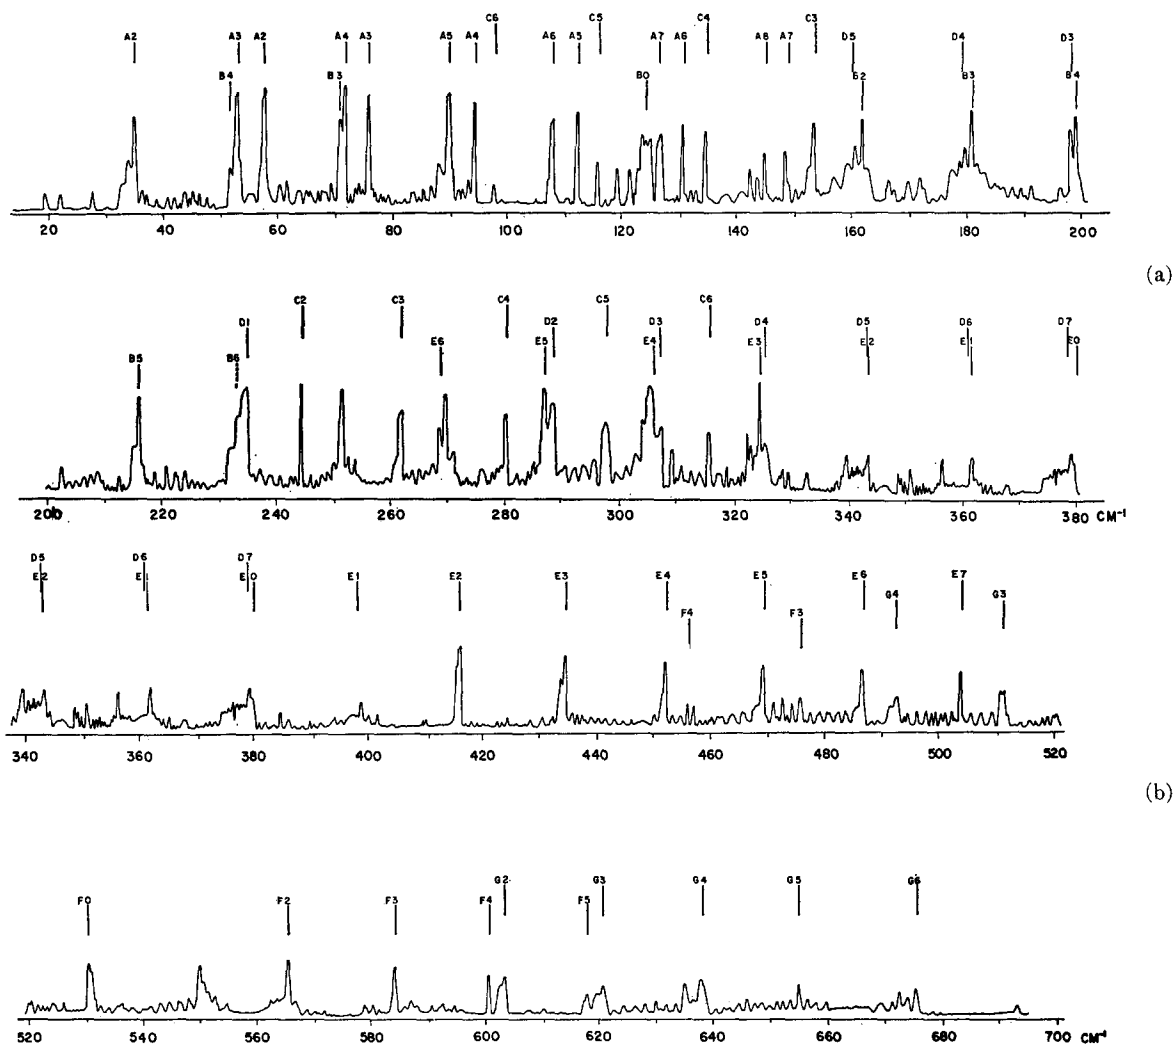 C6 C5 C4 C3
A2 A3 A2 A4 A3 A5 A4 A6 A5 A7 A6 A8 A7 D5 D4 D3
B4 B3 B0 B2 B3 B4
20 40 60 80 100 120 140 160 180 200
(a)
C2 C3 C4 C5 C6
D1 D2 D3 D4 D5 D6 D7
B5 B6 E6 E5 E4 E3 E2 E1 E0
200 220 240 260 280 300 320 340 360 380 CM⁻¹
D5 D6 D7
E2 E1 E0 E1 E2 E3 E4 E5 E6 E7
F4 F3 G4 G3
340 360 380 400 420 440 460 480 500 520
(b)
G2 G3 G4 G5 G6
F0 F2 F3 F4 F5
520 540 560 580 600 620 640 660 680 700 CM⁻¹